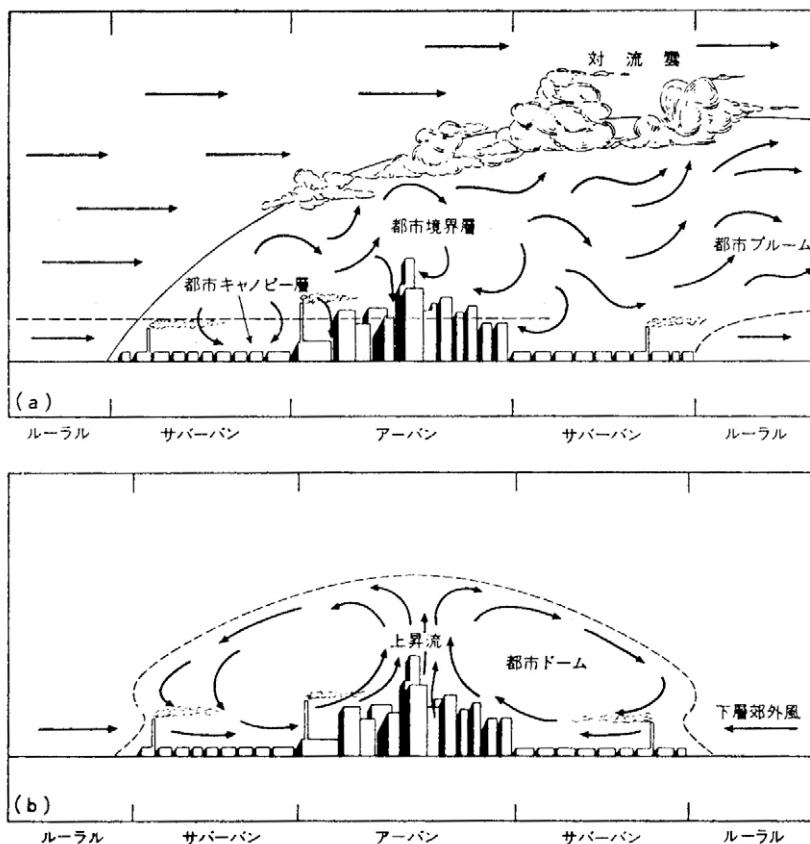 対流雲
都市境界層
都市プルーム
都市キャノピー層
(a)
ルーラル サバーバン アーバン サバーバン ルーラル
上昇流
都市ドーム
下層郊外風
(b)
ルーラル サバーバン アーバン サバーバン ルーラル